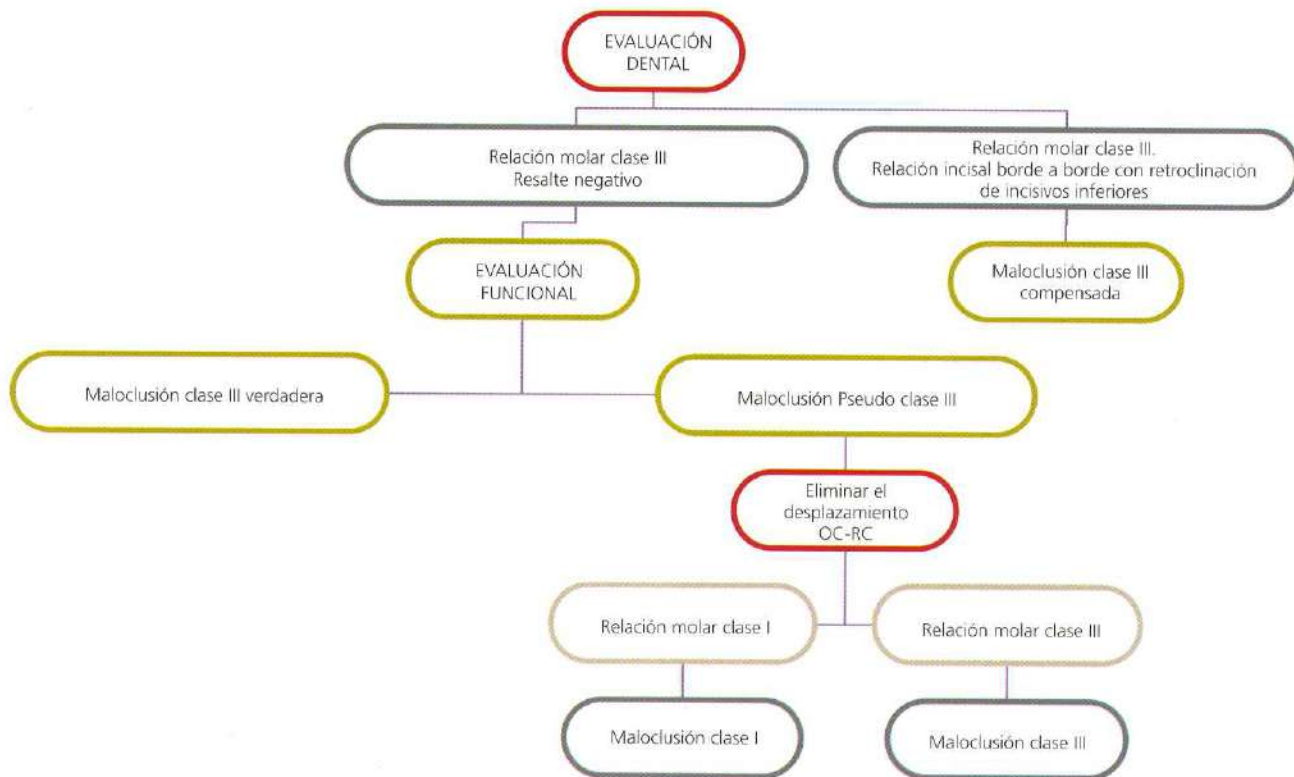 EVALUACIÓN
DENTAL
Relación molar clase III
Resalte negativo
Relación molar clase III.
Relación incisal borde a borde con retroclinación
de incisivos inferiores
EVALUACIÓN
FUNCIONAL
Maloclusión clase III
compensada
Maloclusión clase III verdadera
Maloclusión Pseudo clase III
Eliminar el
desplazamiento
OC-RC
Relación molar clase I
Relación molar clase III
Maloclusión clase I
Maloclusión clase III